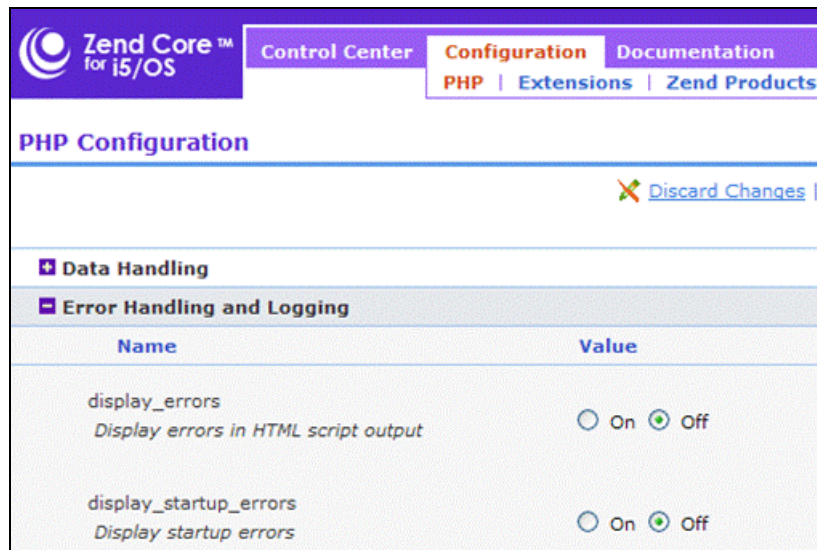 Zend Core ™
for i5/OS
Control Center Configuration Documentation
PHP | Extensions | Zend Products
PHP Configuration
Discard Changes |
Data Handling
Error Handling and Logging
Name Value
display_errors
Display errors in HTML script output
On Off
display_startup_errors
Display startup errors
On Off